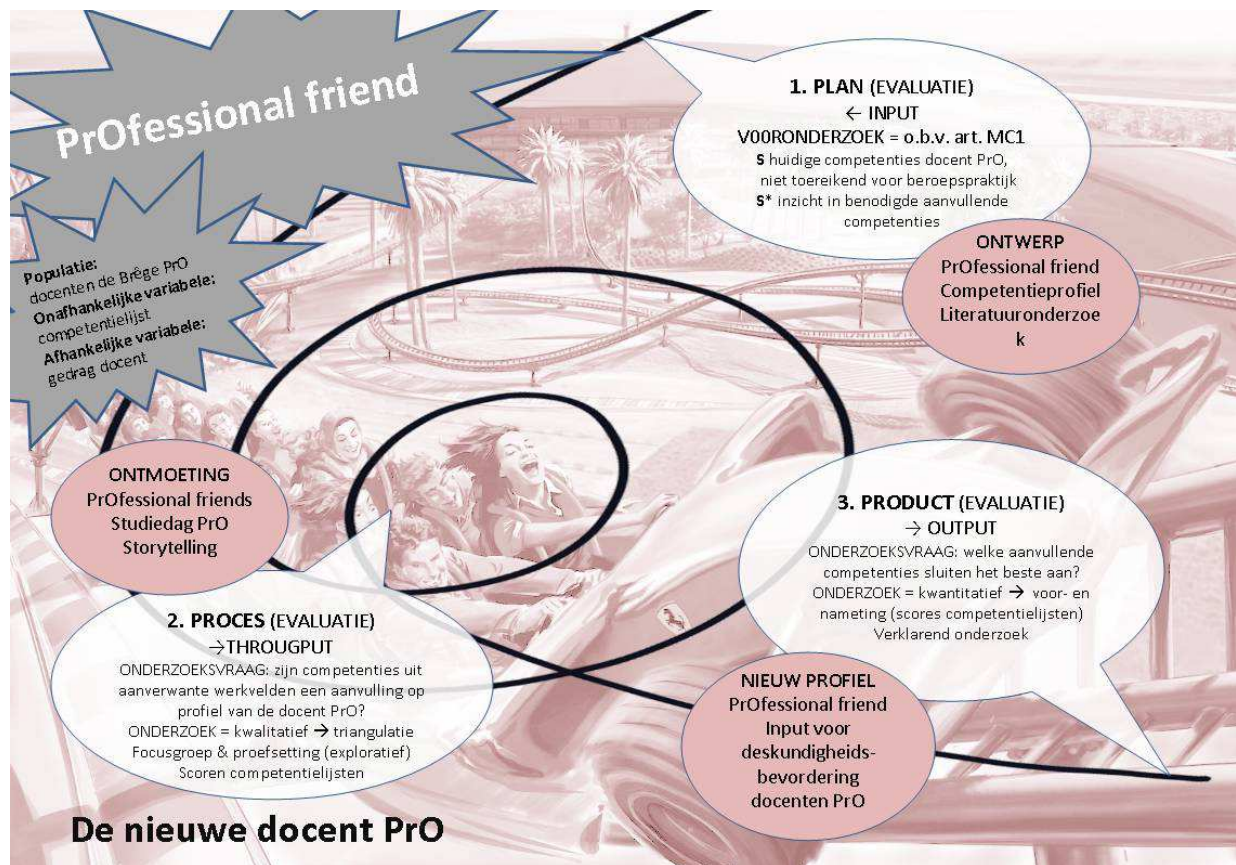 PrOfessional friend
Populatie:
docenten de Brêge PrO
Onafhankelijke variabele:
competentielijst
Afhankelijke variabele:
gedrag docent
1. PLAN (EVALUATIE)
← INPUT
V00RONDERZOEK = o.b.v. art. MC1
S huidige competenties docent PrO,
niet toereikend voor beroepspraktijk
S* inzicht in benodigde aanvullende
competenties
ONTWERP
PrOfessional friend
Competentieprofiel
Literatuuronderzoe
k
ONTMOETING
PrOfessional friends
Studiedag PrO
Storytelling
2. PROCES (EVALUATIE)
→THROUGPUT
ONDERZOEKSVRAAG: zijn competenties uit
aanverwante werkvelden een aanvulling op
profiel van de docent PrO?
ONDERZOEK = kwalitatief → triangulatie
Focusgroep & proefsetting (exploratief)
Scoren competentielijsten
3. PRODUCT (EVALUATIE)
→ OUTPUT
ONDERZOEKSVRAAG: welke aanvullende
competenties sluiten het beste aan?
ONDERZOEK = kwantitatief → voor- en
nameting (scores competentielijsten)
Verklarend onderzoek
NIEUW PROFIEL
PrOfessional friend
Input voor
deskundigheids-
bevordering
docenten PrO
De nieuwe docent PrO